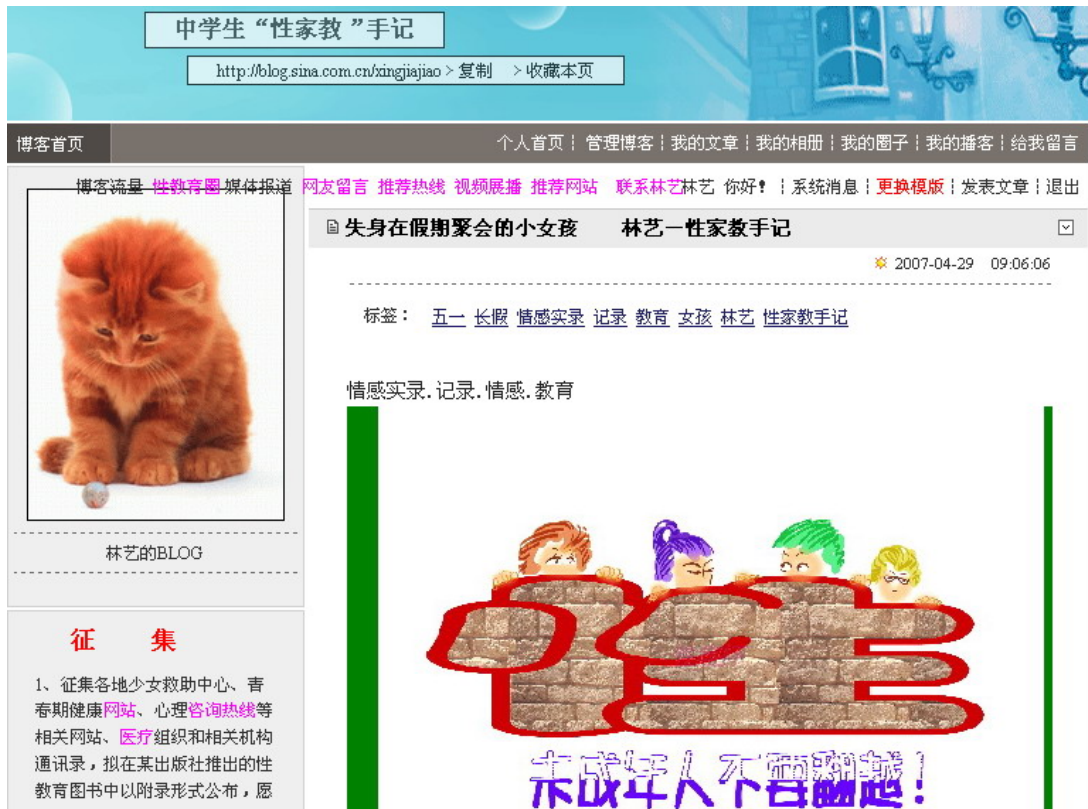 中学生“性家教”手记
http://blog.sina.com.cn/xingjiajiao > 复制 > 收藏本页
博客首页 个人首页 | 管理博客 | 我的文章 | 我的相册 | 我的圈子 | 我的播客 | 给我留言
博客流量 性教育圈 媒体报道 网友留言 推荐热线 视频展播 推荐网站 联系林艺 林艺 你好! | 系统消息 | 更换模版 | 发表文章 | 退出
失身在假期聚会的小女孩 林艺—性家教手记
2007-04-29 09:06:06
标签: 五一 长假 情感实录 记录 教育 女孩 林艺 性家教手记
情感实录.记录.情感.教育
林艺的BLOG
性
未成年人不要翻越!
征 集
1、征集各地少女救助中心、青
春期健康网站、心理咨询热线等
相关网站、医疗组织和相关机构
通讯录,拟在某出版社推出的性
教育图书中以附录形式公布,愿